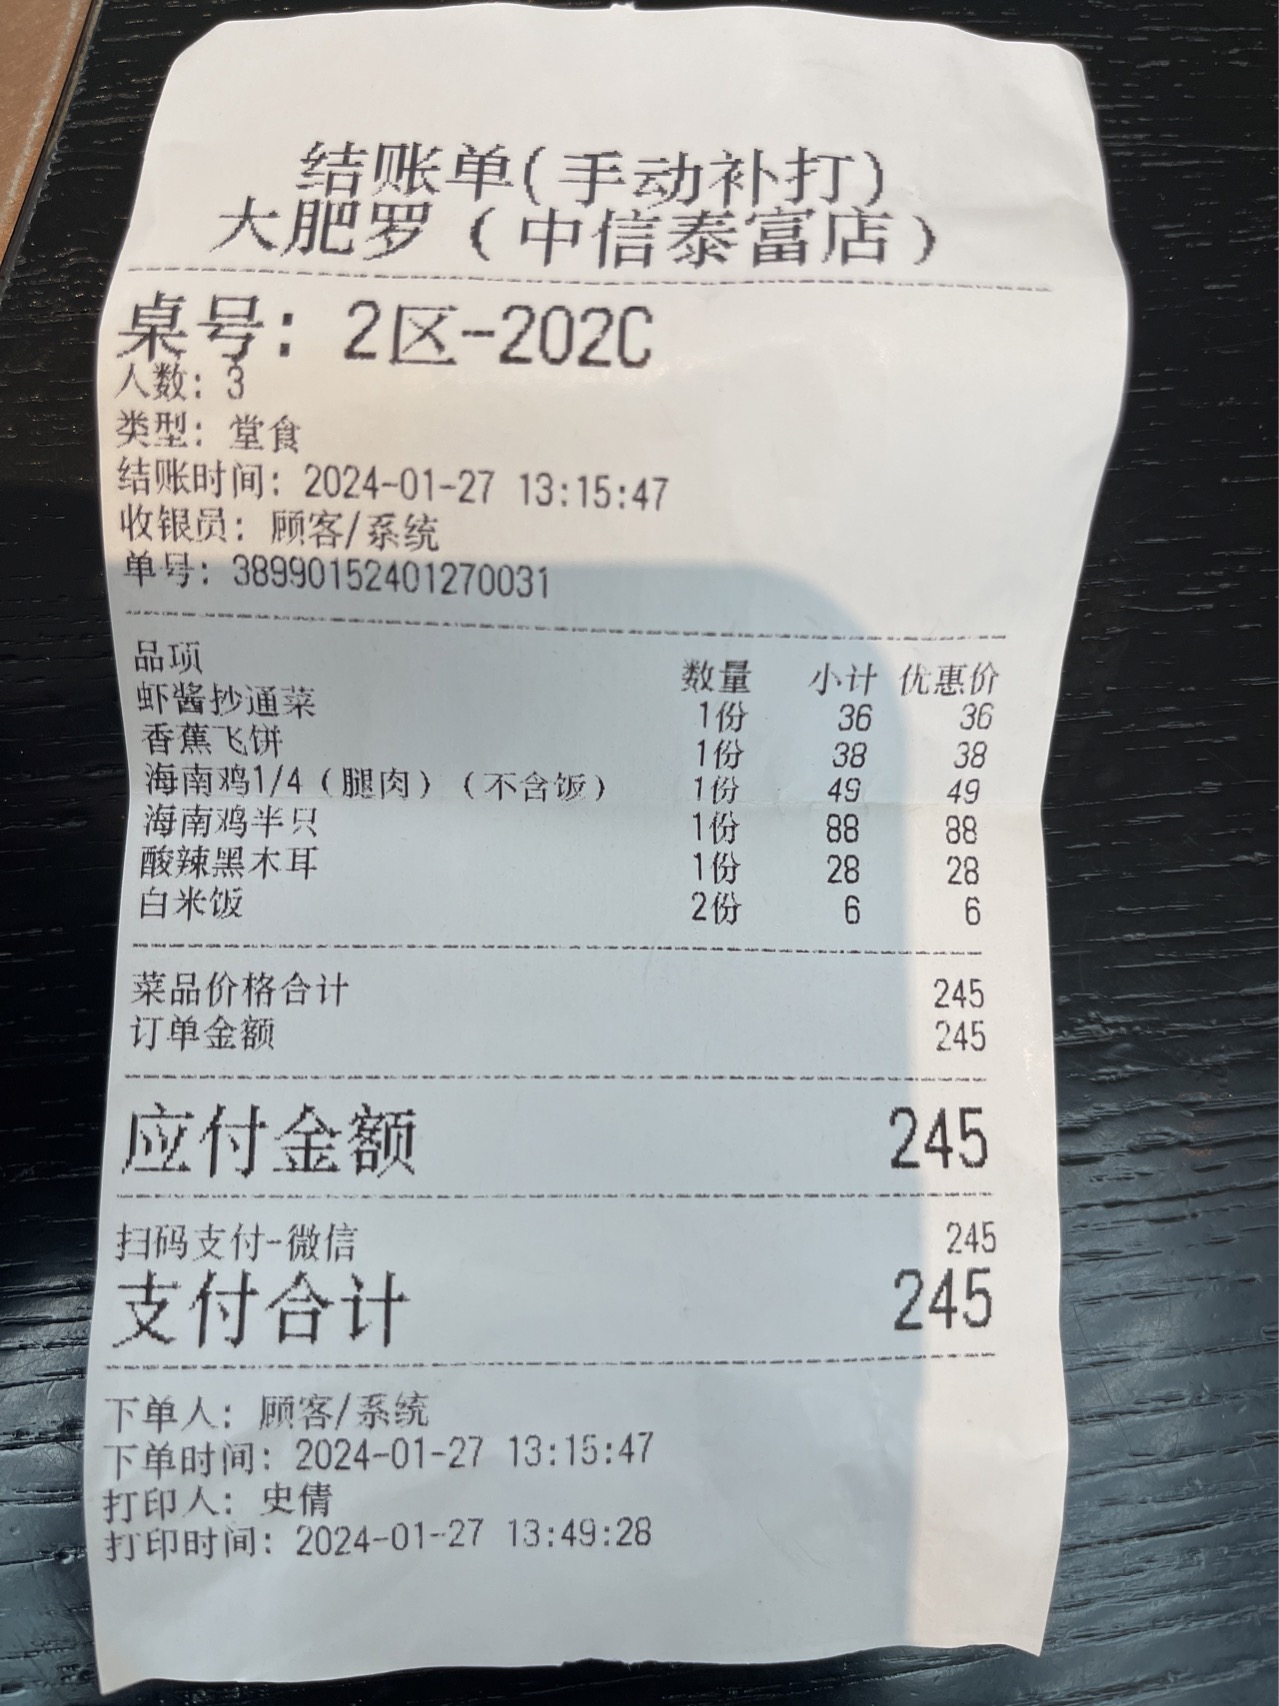 结账单(手动补打)
大肥罗（中信泰富店）
桌号: 2区-202C
人数: 3
类型: 堂食
结账时间: 2024-01-27 13:15:47
收银员: 顾客/系统
单号: 38990152401270031
品项 数量 小计 优惠价
虾酱抄通菜 1份 36 36
香蕉飞饼 1份 38 38
海南鸡1/4（腿肉）（不含饭） 1份 49 49
海南鸡半只 1份 88 88
酸辣黑木耳 1份 28 28
白米饭 2份 6 6
菜品价格合计 245
订单金额 245
应付金额 245
扫码支付-微信 245
支付合计 245
下单人: 顾客/系统
下单时间: 2024-01-27 13:15:47
打印人: 史倩
打印时间: 2024-01-27 13:49:28